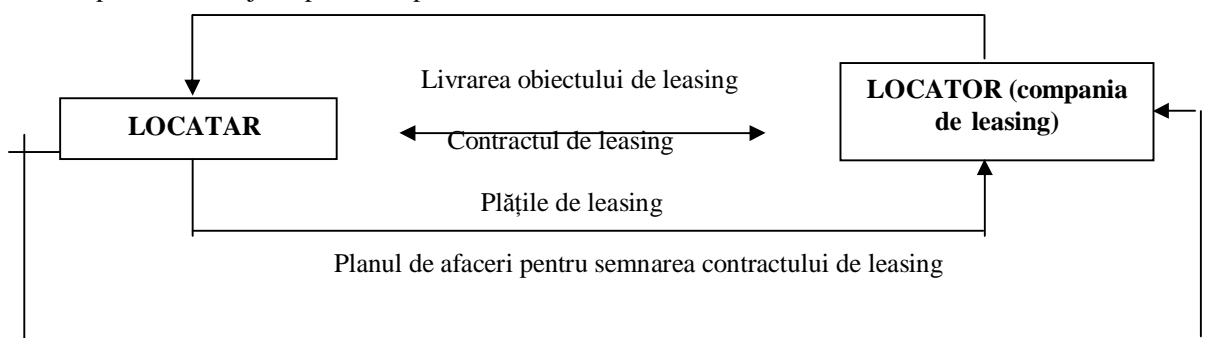 Livrarea obiectului de leasing
LOCATAR
LOCATOR (compania
de leasing)
Contractul de leasing
Plățile de leasing
Planul de afaceri pentru semnarea contractului de leasing